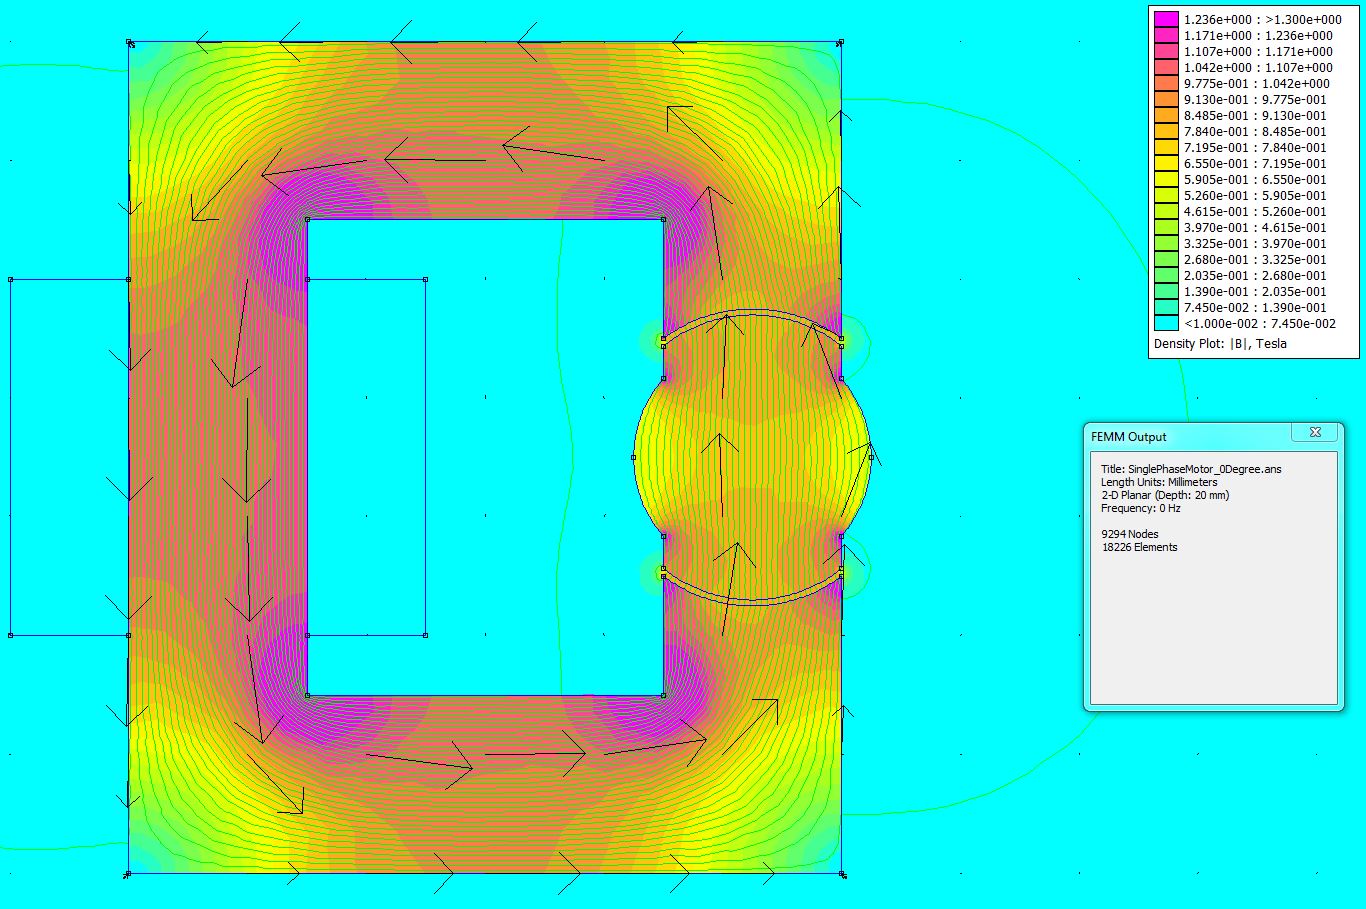 1.236e+000 : >1.300e+000
1.171e+000 : 1.236e+000
1.107e+000 : 1.171e+000
1.042e+000 : 1.107e+000
9.775e-001 : 1.042e+000
9.130e-001 : 9.775e-001
8.485e-001 : 9.130e-001
7.840e-001 : 8.485e-001
7.195e-001 : 7.840e-001
6.550e-001 : 7.195e-001
5.905e-001 : 6.550e-001
5.260e-001 : 5.905e-001
4.615e-001 : 5.260e-001
3.970e-001 : 4.615e-001
3.325e-001 : 3.970e-001
2.680e-001 : 3.325e-001
2.035e-001 : 2.680e-001
1.390e-001 : 2.035e-001
7.450e-002 : 1.390e-001
<1.000e-002 : 7.450e-002
Density Plot: |B|, Tesla
FEMM Output
Title: SinglePhaseMotor_0Degree.ans
Length Units: Millimeters
2-D Planar (Depth: 20 mm)
Frequency: 0 Hz
9294 Nodes
18226 Elements